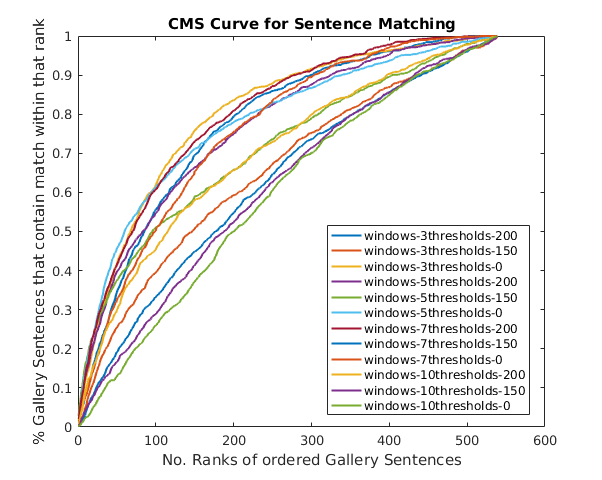 CMS Curve for Sentence Matching
% Gallery Sentences that contain match within that rank
1
0.9
0.8
0.7
0.6
0.5
0.4
0.3
0.2
0.1
0
0 100 200 300 400 500 600
No. Ranks of ordered Gallery Sentences
windows-3thresholds-200
windows-3thresholds-150
windows-3thresholds-0
windows-5thresholds-200
windows-5thresholds-150
windows-5thresholds-0
windows-7thresholds-200
windows-7thresholds-150
windows-7thresholds-0
windows-10thresholds-200
windows-10thresholds-150
windows-10thresholds-0